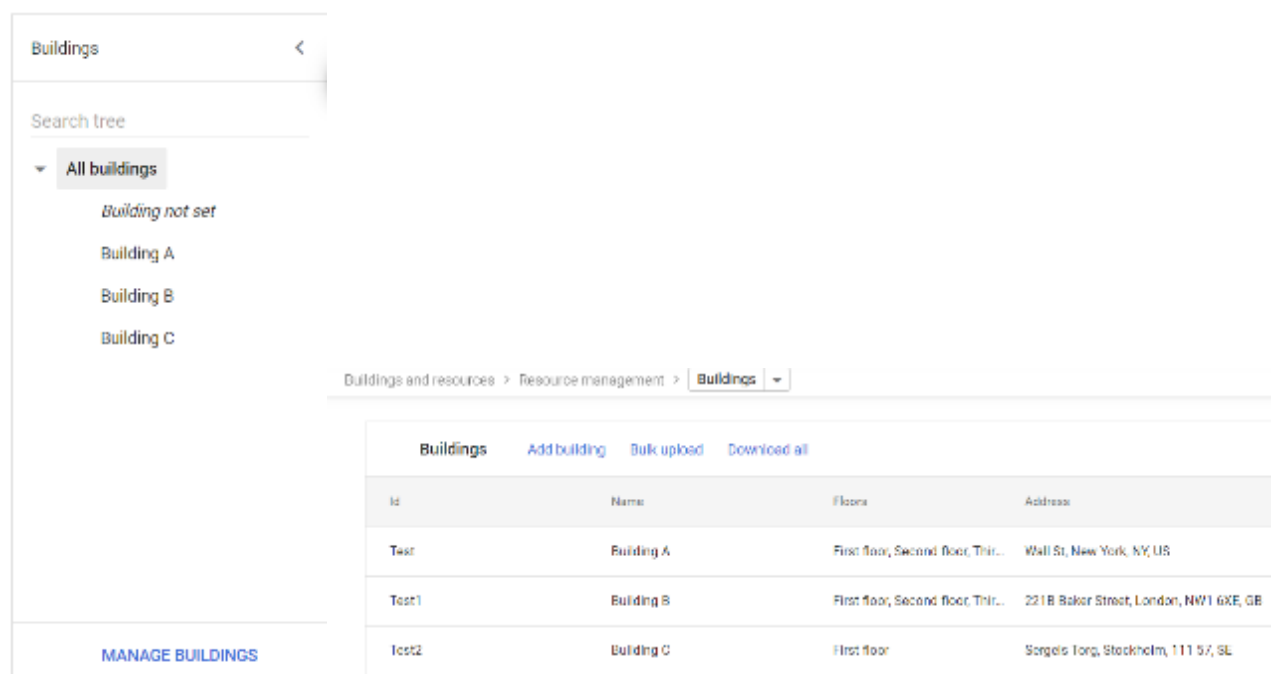 Buildings
Search tree
All buildings
Building not set
Building A
Building B
Building C
MANAGE BUILDINGS
Buildings and resources > Resource management > Buildings
Buildings Add building Bulk upload Download all
Id Name Floors Address
Test Building A First floor, Second floor, Thir... Wall St, New York, NY, US
Test1 Building B First floor, Second floor, Thir... 221B Baker Street, London, NW1 6XE, GB
Test2 Building C First floor Sergels Torg, Stockholm, 111 57, SE